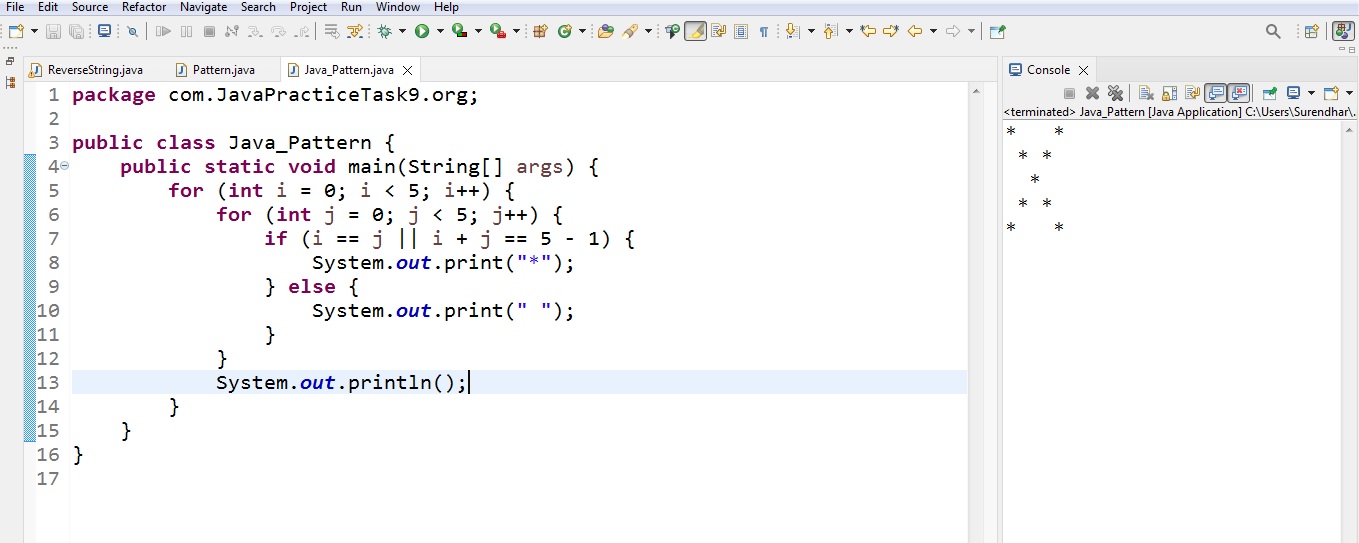 File Edit Source Refactor Navigate Search Project Run Window Help
ReverseString.java Pattern.java Java_Pattern.java
1 package com.JavaPracticeTask9.org;
2
3 public class Java_Pattern {
4     public static void main(String[] args) {
5         for (int i = 0; i < 5; i++) {
6             for (int j = 0; j < 5; j++) {
7                 if (i == j || i + j == 5 - 1) {
8                     System.out.print("*");
9                 } else {
10                     System.out.print(" ");
11                 }
12             }
13             System.out.println();
14         }
15     }
16 }
17
Console
<terminated> Java_Pattern [Java Application] C:\Users\Surendhar\.
*   *
 * *
  *
 * *
*   *